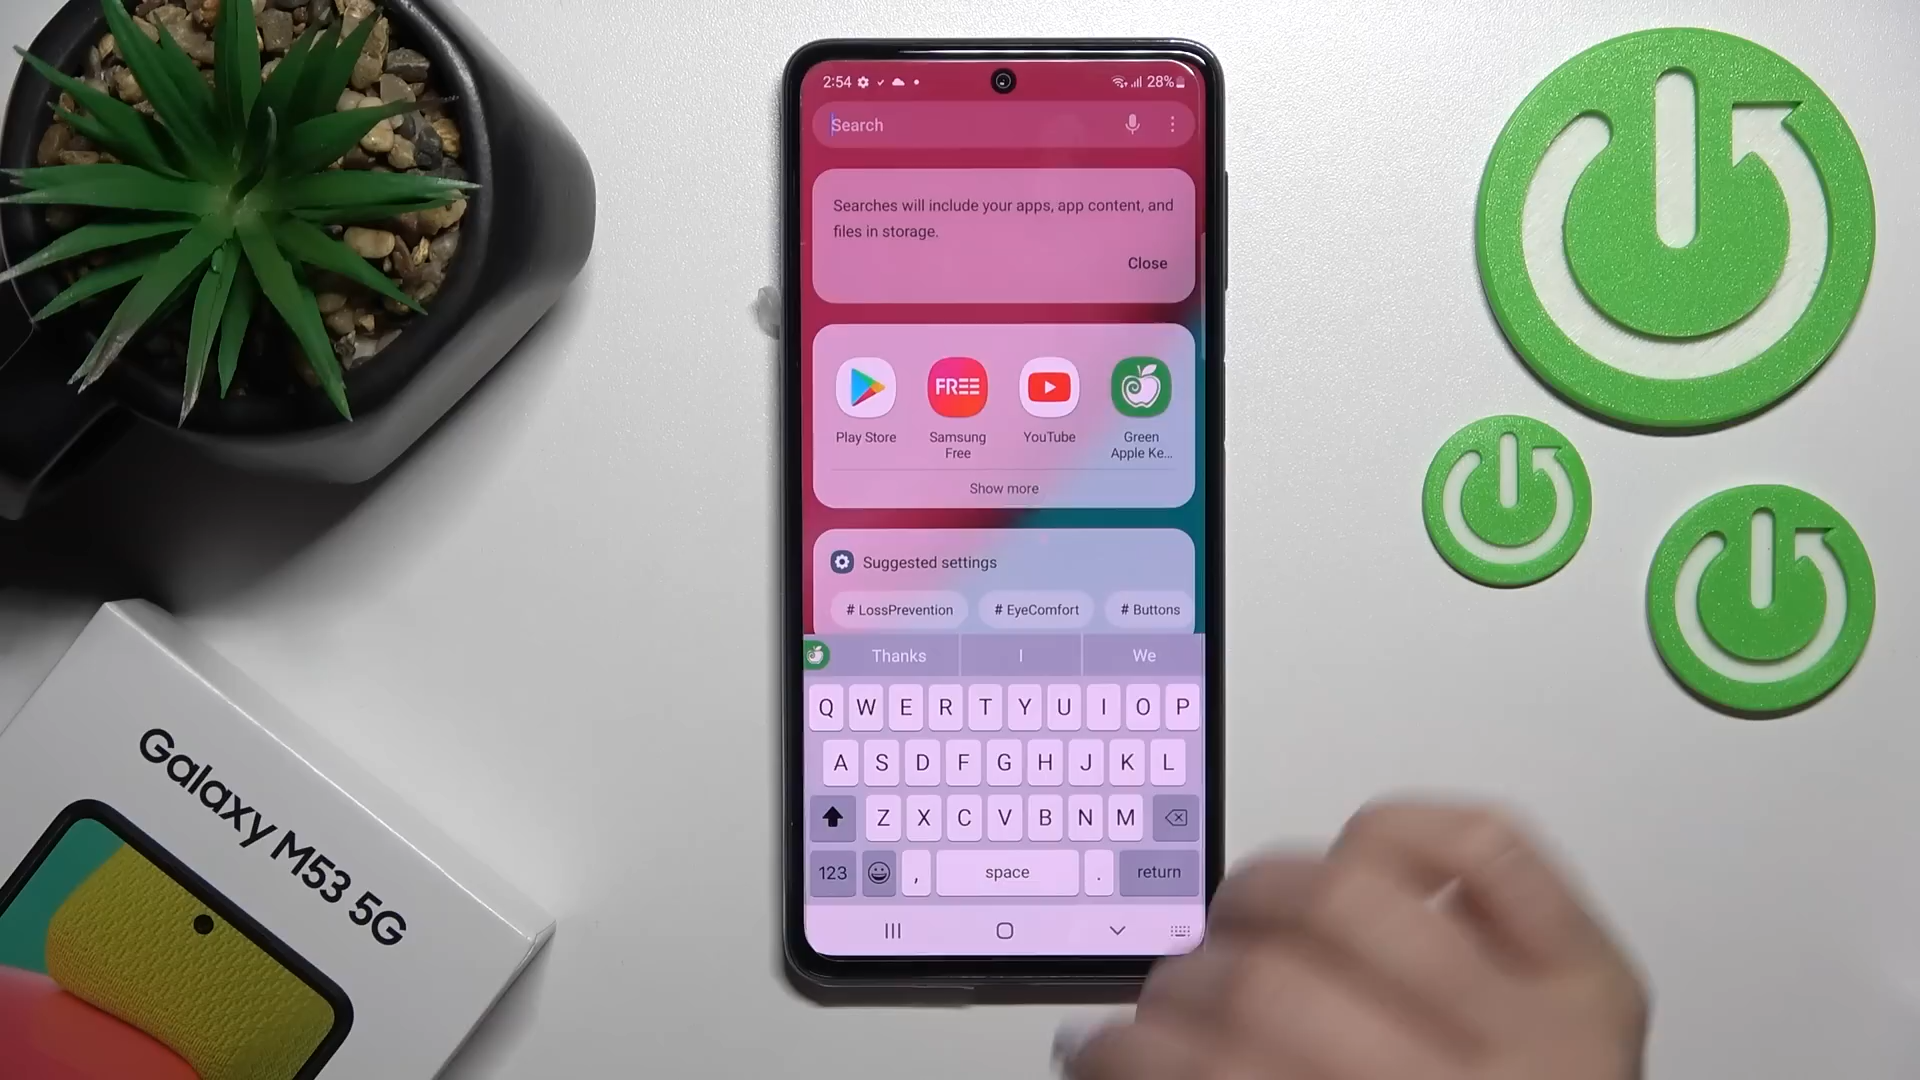 2:54
28%
Search
Searches will include your apps, app content, and
files in storage.
Close
FREE
Play Store
Samsung
Free
YouTube
Green
Apple Ke...
Show more
Suggested settings
# LossPrevention
# EyeComfort
# Buttons
Thanks
I
We
Q W E R T Y U I O P
A S D F G H J K L
Z X C V B N M
123
,
space
.
return
Galaxy M53 5G